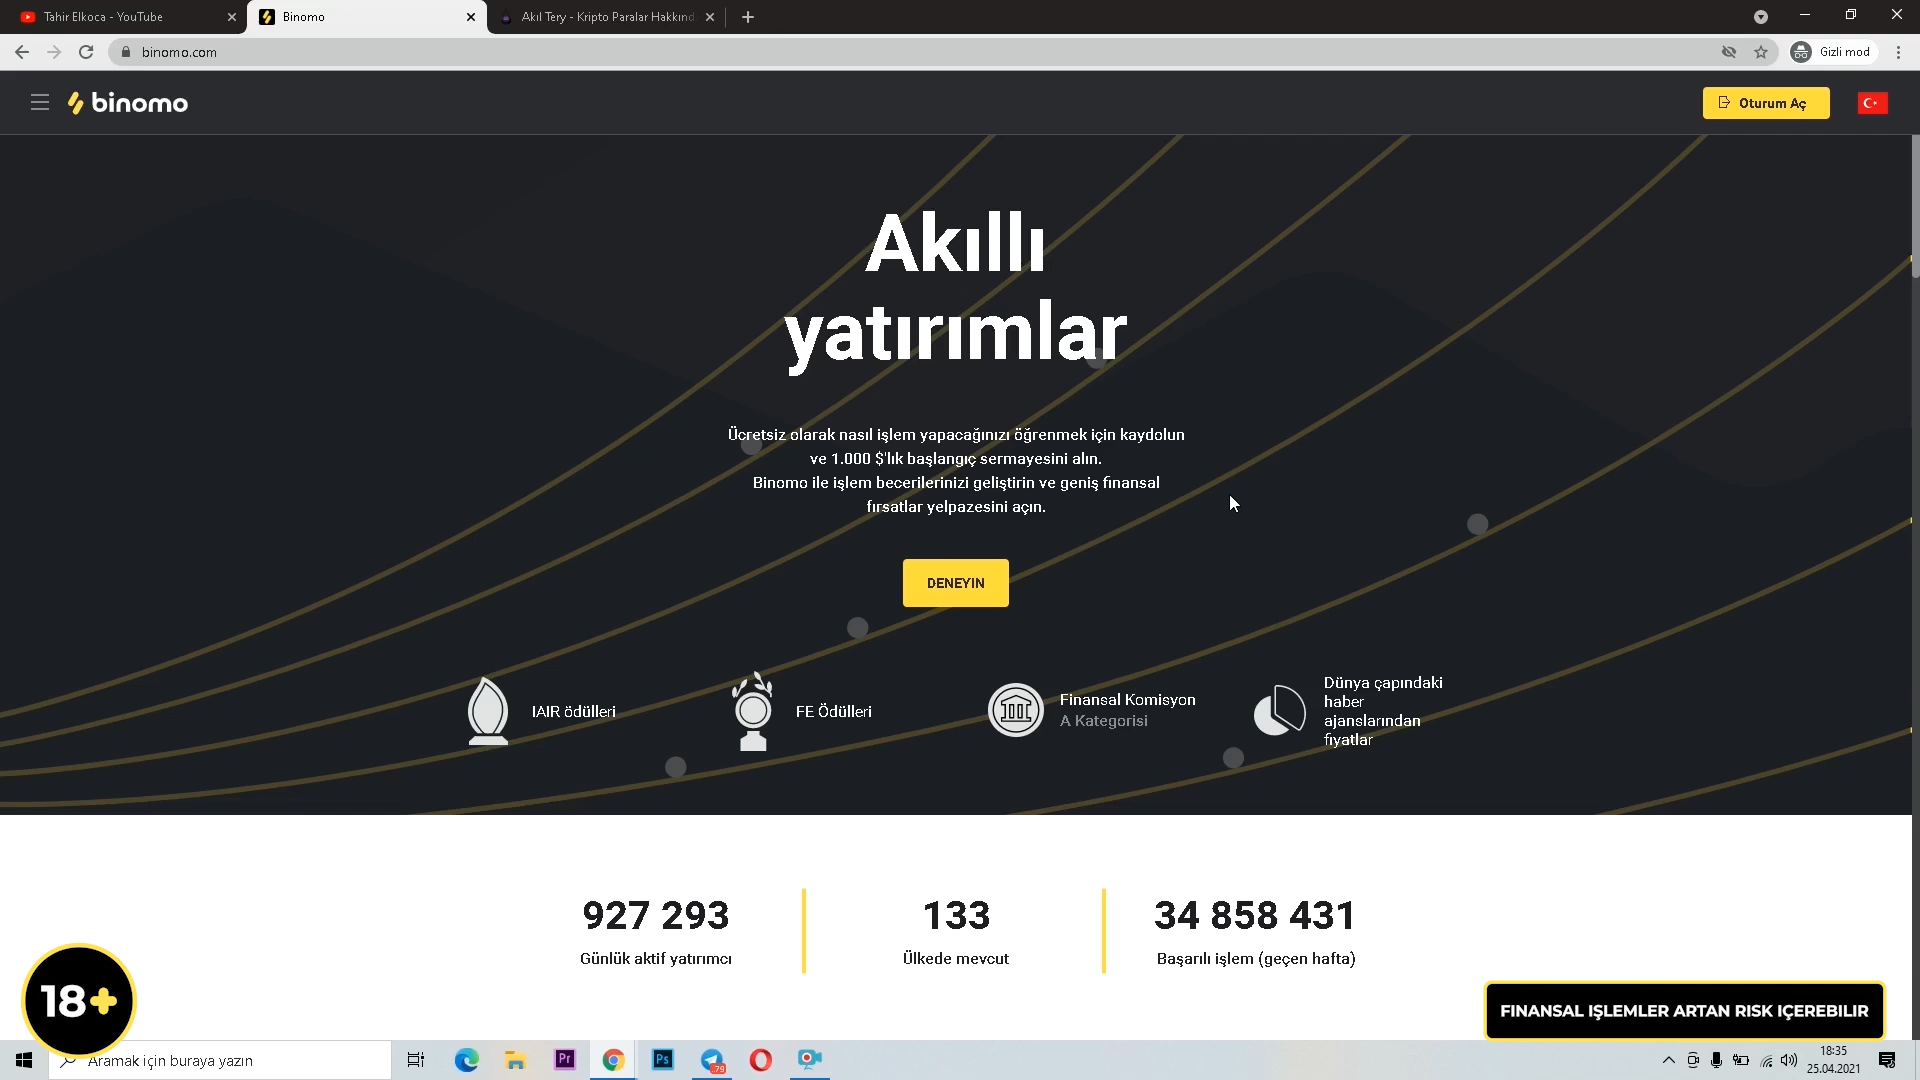 Tahir Elkoca - YouTube
Binomo
Akıl Tery - Kripto Paralar Hakkınd
binomo.com
Gizli mod
binomo
Oturum Aç
Akıllı
yatırımlar
Ücretsiz olarak nasıl işlem yapacağınızı öğrenmek için kaydolun
ve 1.000 $'lık başlangıç sermayesini alın.
Binomo ile işlem becerilerinizi geliştirin ve geniş finansal
fırsatlar yelpazesini açın.
DENEYIN
IAIR ödülleri
FE Ödülleri
Finansal Komisyon
A Kategorisi
Dünya çapındaki
haber
ajanslarından
fiyatlar
927 293
Günlük aktif yatırımcı
133
Ülkede mevcut
34 858 431
Başarılı işlem (geçen hafta)
18+
FINANSAL IŞLEMLER ARTAN RISK IÇEREBILIR
Aramak için buraya yazın
Pr
Ps
79
18:35
25.04.2021